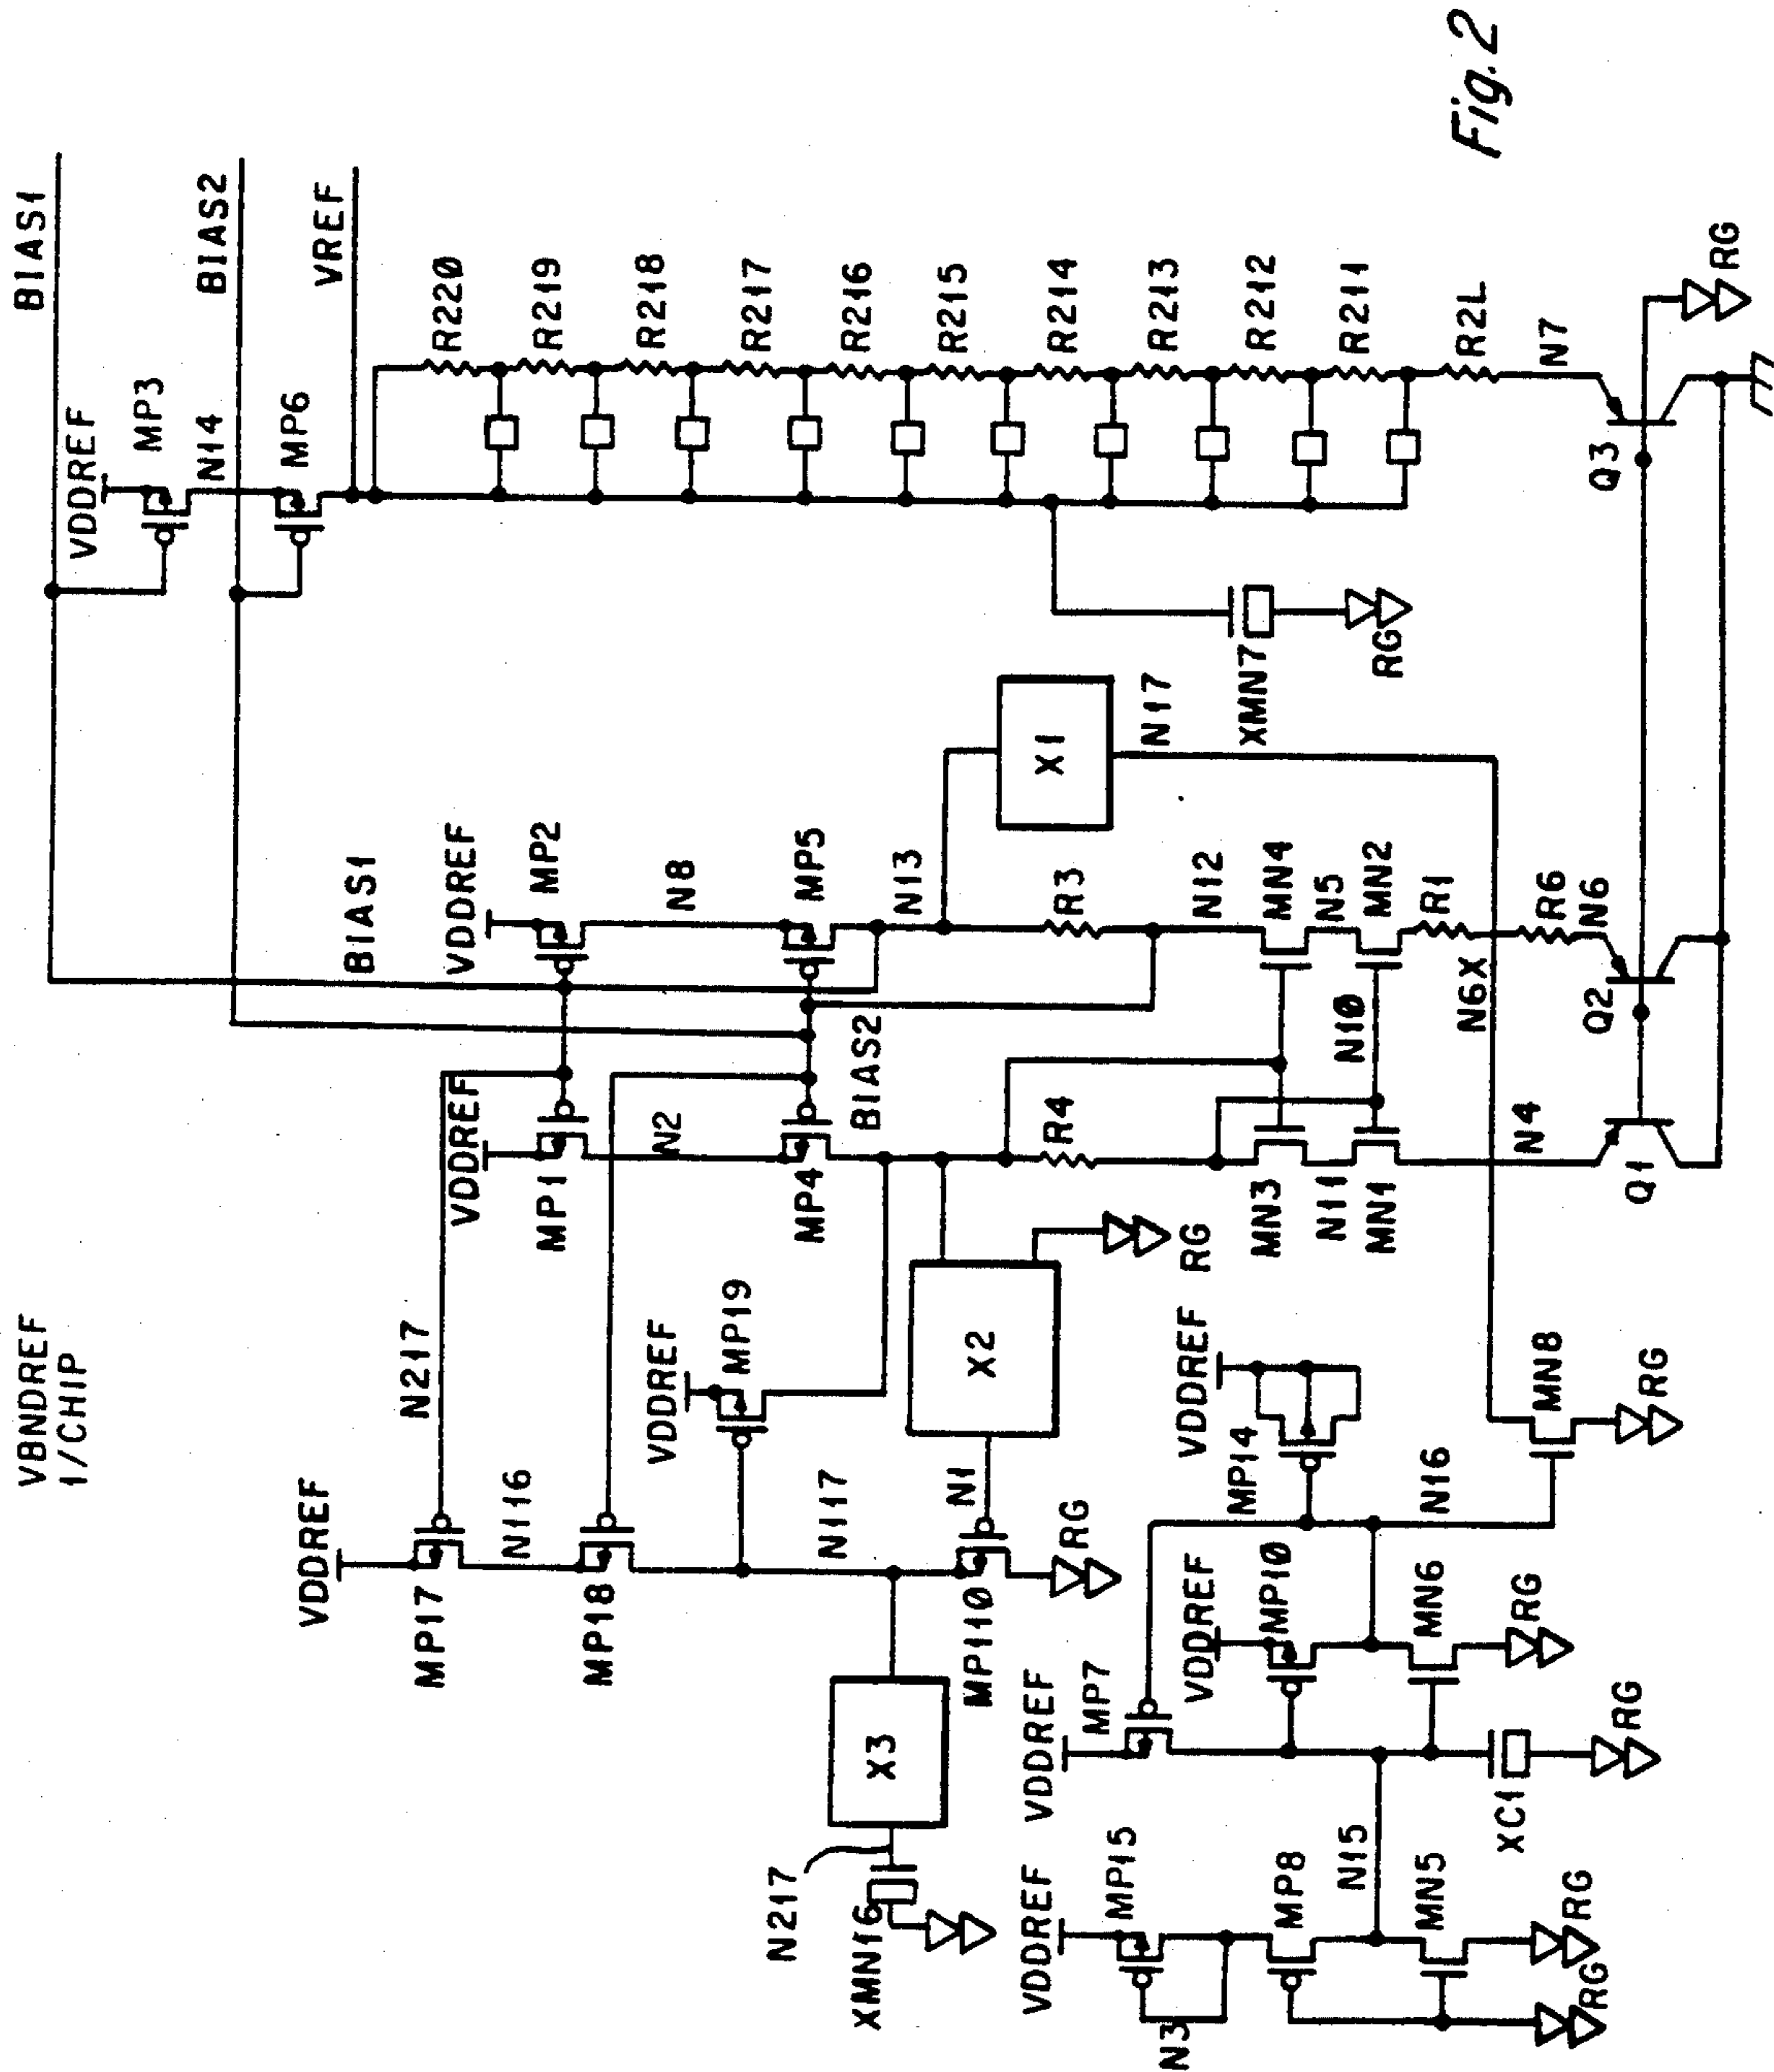 VBNDREF
1/CHIP
BIAS1
BIAS2
VREF
VDDREF
MP3
N14
MP6
R220
R219
R218
R217
R216
R215
R214
R213
R212
R211
R2L
N7
Q3
RG
Fig. 2
BIAS1
VDDREF
MP2
N8
MP5
N13
X1
N17
XMN7
RG
R3
N12
MN4
N5
MN2
R1
R6
N6
N6X
Q2
N217
VDDREF
MP1
N2
MP4
BIAS2
R4
N10
MN3
N11
MN1
N4
Q1
VDDREF
MP17
N116
MP18
VDDREF
MP19
N117
X2
RG
N1
MP110
RG
X3
N217
XMN16
VDDREF
MP14
N16
MN8
RG
VDDREF
MP7
VDDREF
MP10
MN6
RG
XC1
RG
VDDREF
MP15
N3
MP8
N15
MN5
RG
RG